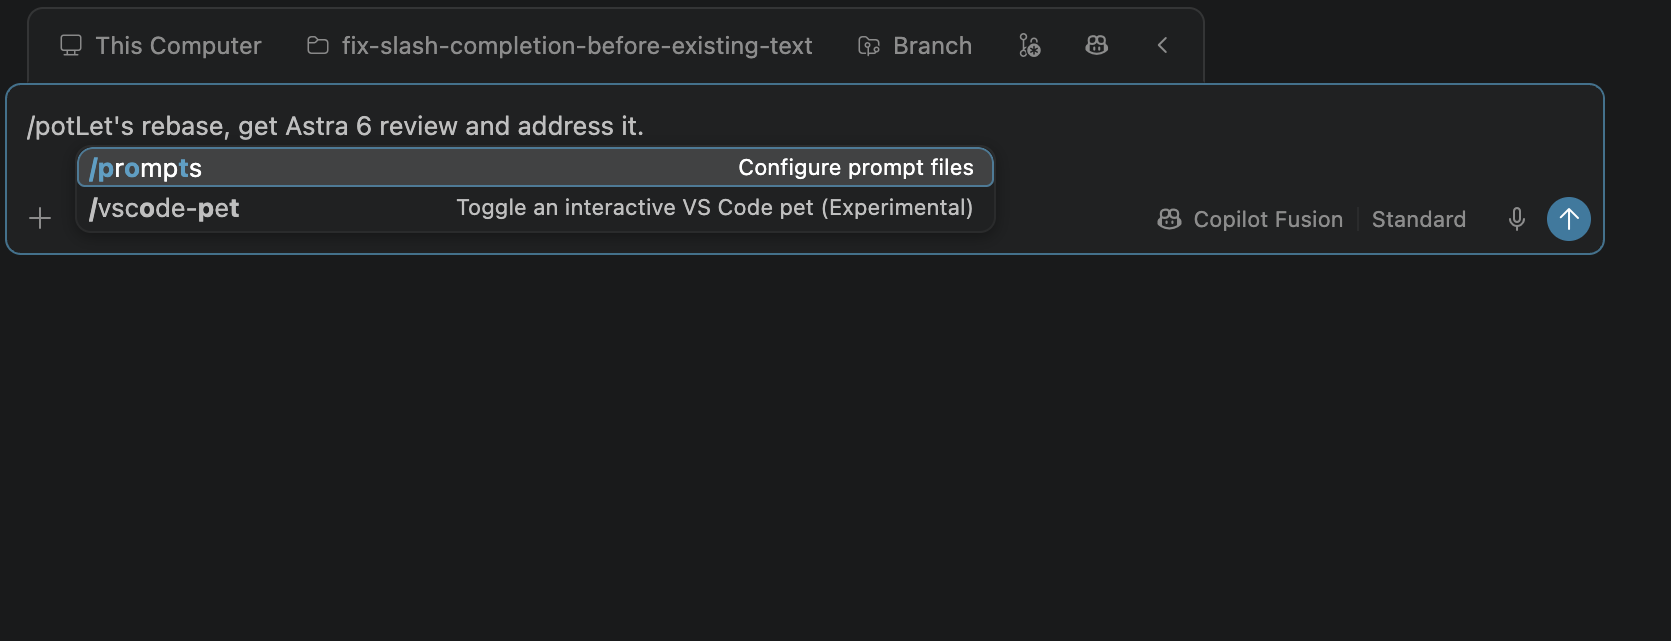 This Computer fix-slash-completion-before-existing-text Branch
/potLet's rebase, get Astra 6 review and address it.
/prompts Configure prompt files
/vscode-pet Toggle an interactive VS Code pet (Experimental)
Copilot Fusion Standard